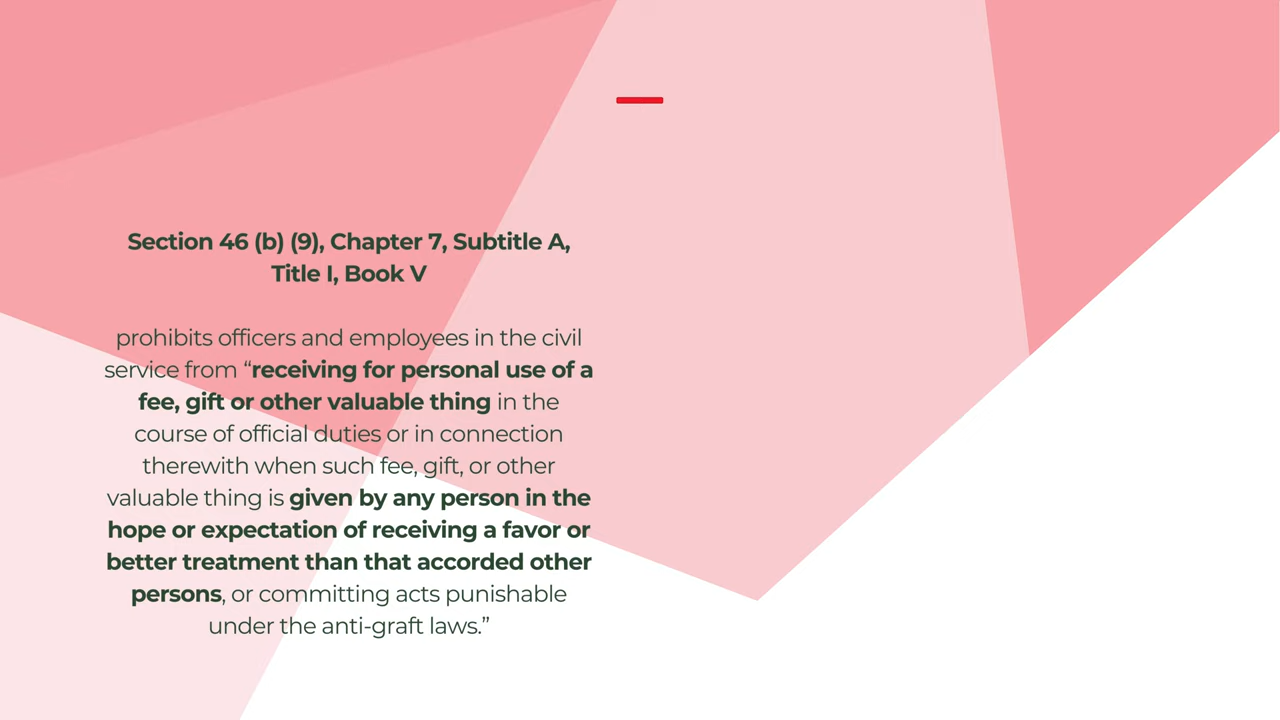 Section 46 (b) (9), Chapter 7, Subtitle A,
Title I, Book V
prohibits officers and employees in the civil
service from “receiving for personal use of a
fee, gift or other valuable thing in the
course of official duties or in connection
therewith when such fee, gift, or other
valuable thing is given by any person in the
hope or expectation of receiving a favor or
better treatment than that accorded other
persons, or committing acts punishable
under the anti-graft laws.”